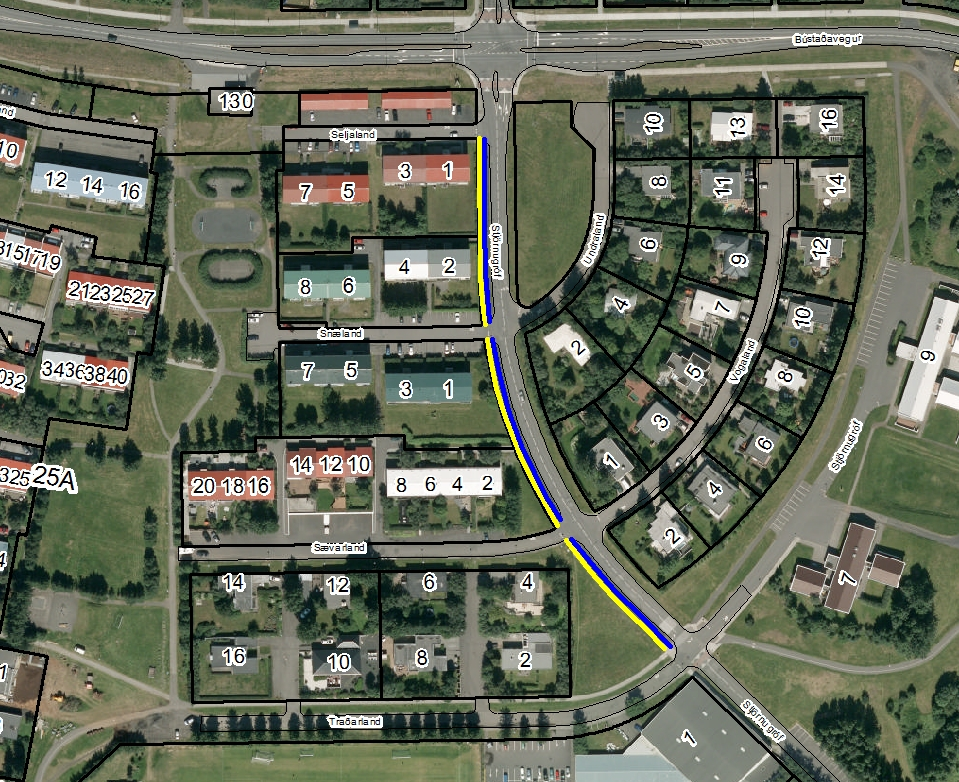 Bústaðavegur
130
Seljaland
10 13 16
10
12 14 16
3 1
7 5
8 11 14
Stjörnugróf
Undraland
6
9
12
151719
21232527
8 6
4 2
4
7
10
2
Snæland
9
34363840
7 5
3 1
5
Vogaland
8
3
6
Stjörnugróf
1
325
25A
20 18 16
14 12 10
8 6 4 2
4
2
Sævarland
14
12
6
4
7
16
10
8
2
Traðarland
Stjörnugróf
1